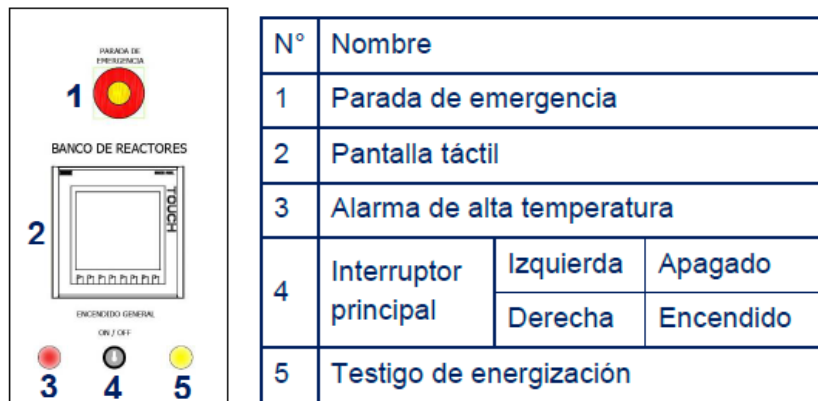 PARADA DE
EMERGENCIA
1
BANCO DE REACTORES
TOUCH
2
ENCENDIDO GENERAL
ON / OFF
3 4 5
N° Nombre
1 Parada de emergencia
2 Pantalla táctil
3 Alarma de alta temperatura
4 Interruptor principal Izquierda Apagado
Derecha Encendido
5 Testigo de energización